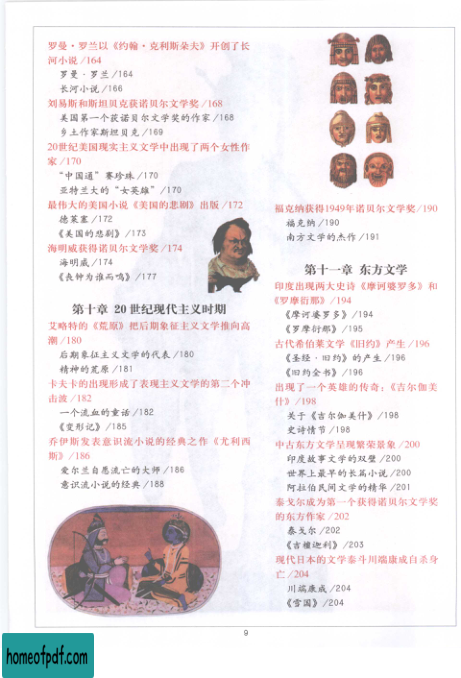 罗曼·罗兰以《约翰·克利斯朵夫》开创了长
河小说/164
罗曼·罗兰/164
长河小说/166
刘易斯和斯坦贝克获诺贝尔文学奖/168
美国第一个获诺贝尔文学奖的作家/168
乡土作家斯坦贝克/169
20世纪美国现实主义文学中出现了两个女性作
家/170
“中国通”赛珍珠/170
亚特兰大的“女英雄”/170
最伟大的美国小说《美国的悲剧》出版/172
德莱塞/172
《美国的悲剧》/173
海明威获得诺贝尔文学奖/174
海明威/174
《丧钟为谁而鸣》/177
第十章 20世纪现代主义时期
艾略特的《荒原》把后期象征主义文学推向高
潮/180
后期象征主义文学的代表/180
精神的荒原/181
卡夫卡的出现形成了表现主义文学的第二个冲
击波/182
一个流血的童话/182
《变形记》/185
乔伊斯发表意识流小说的经典之作《尤利西
斯》/186
爱尔兰自愿流亡的大师/186
意识流小说的经典/188
福克纳获得1949年诺贝尔文学奖/190
福克纳/190
南方文学的杰作/191
第十一章 东方文学
印度出现两大史诗《摩诃婆罗多》和
《罗摩衍那》/194
《摩诃婆罗多》/194
《罗摩衍那》/195
古代希伯莱文学《旧约》产生/196
《圣经·旧约》的产生/196
《旧约全书》/196
出现了一个英雄的传奇：《吉尔伽美
什》/198
关于《吉尔伽美什》/198
史诗情节/198
中古东方文学呈现繁荣景象/200
印度故事文学的双璧/200
世界上最早的长篇小说/200
阿拉伯民间文学的精华/201
泰戈尔成为第一个获得诺贝尔文学奖
的东方作家/202
泰戈尔/202
《吉檀迦利》/203
现代日本的文学泰斗川端康成自杀身
亡/204
川端康成/204
《雪国》/204
9
homeofpdf.com